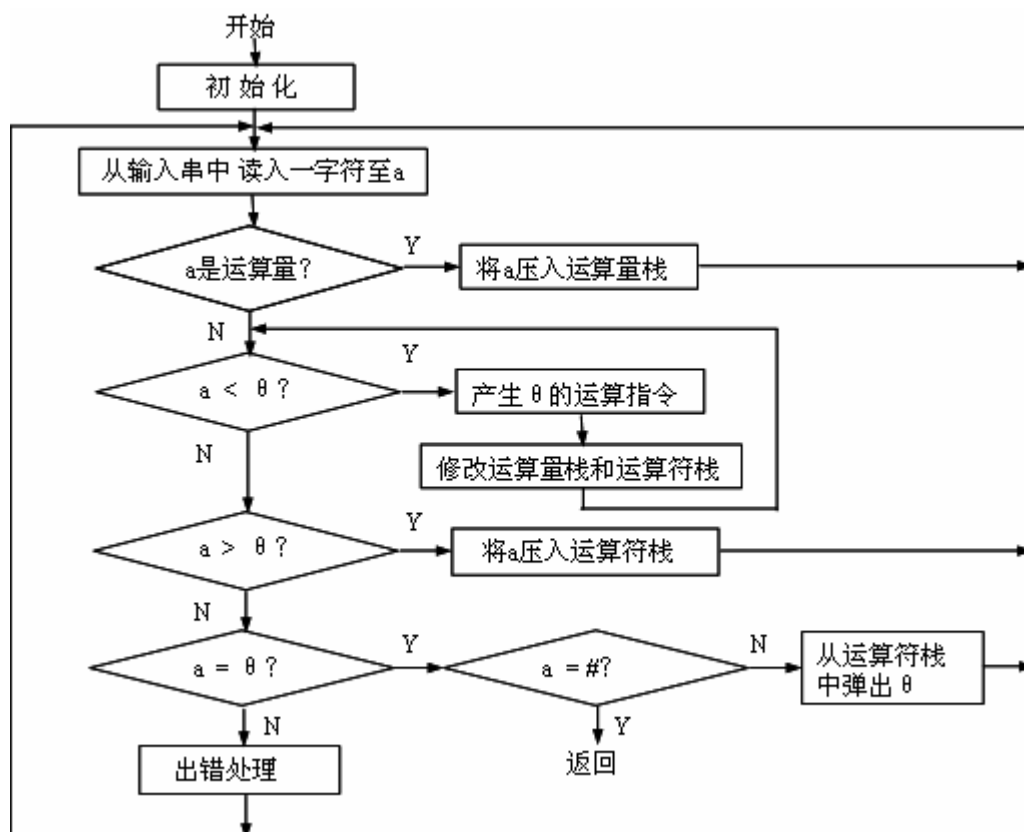 开始
初 始 化
从输入串中 读入一字符至a
a是运算量？
Y
将a压入运算量栈
N
a < θ ？
Y
产生 θ 的运算指令
修改运算量栈和运算符栈
N
a > θ ？
Y
将a压入运算符栈
N
a = θ ？
Y
a =#?
N
从运算符栈
中弹出 θ
N
Y
出错处理
返回